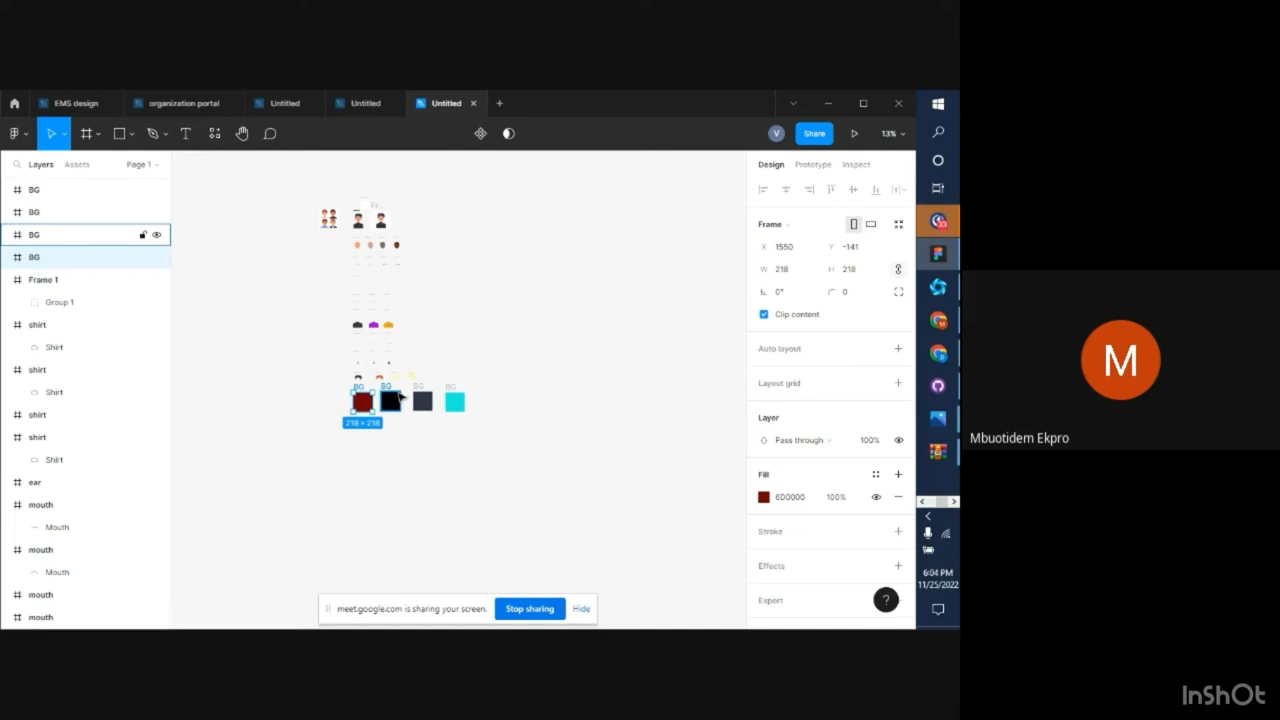 EMS design
organization portal
Untitled
Untitled
Untitled
V
Share
13%
Layers
Assets
Page 1
Design
Prototype
Inspect
BG
BG
BG
BG
Frame 1
Group 1
shirt
Shirt
shirt
Shirt
shirt
shirt
Shirt
ear
mouth
Mouth
mouth
Mouth
mouth
mouth
BG
BG
BG
BG
218 × 218
Frame
X 1550
Y -141
W 218
H 218
0°
0
Clip content
Auto layout
Layout grid
Layer
Pass through
100%
Fill
6D0000
100%
Stroke
Effects
Export
?
meet.google.com is sharing your screen.
Stop sharing
Hide
6:04 PM
11/25/2022
M
Mbuotidem Ekpro
InShOt